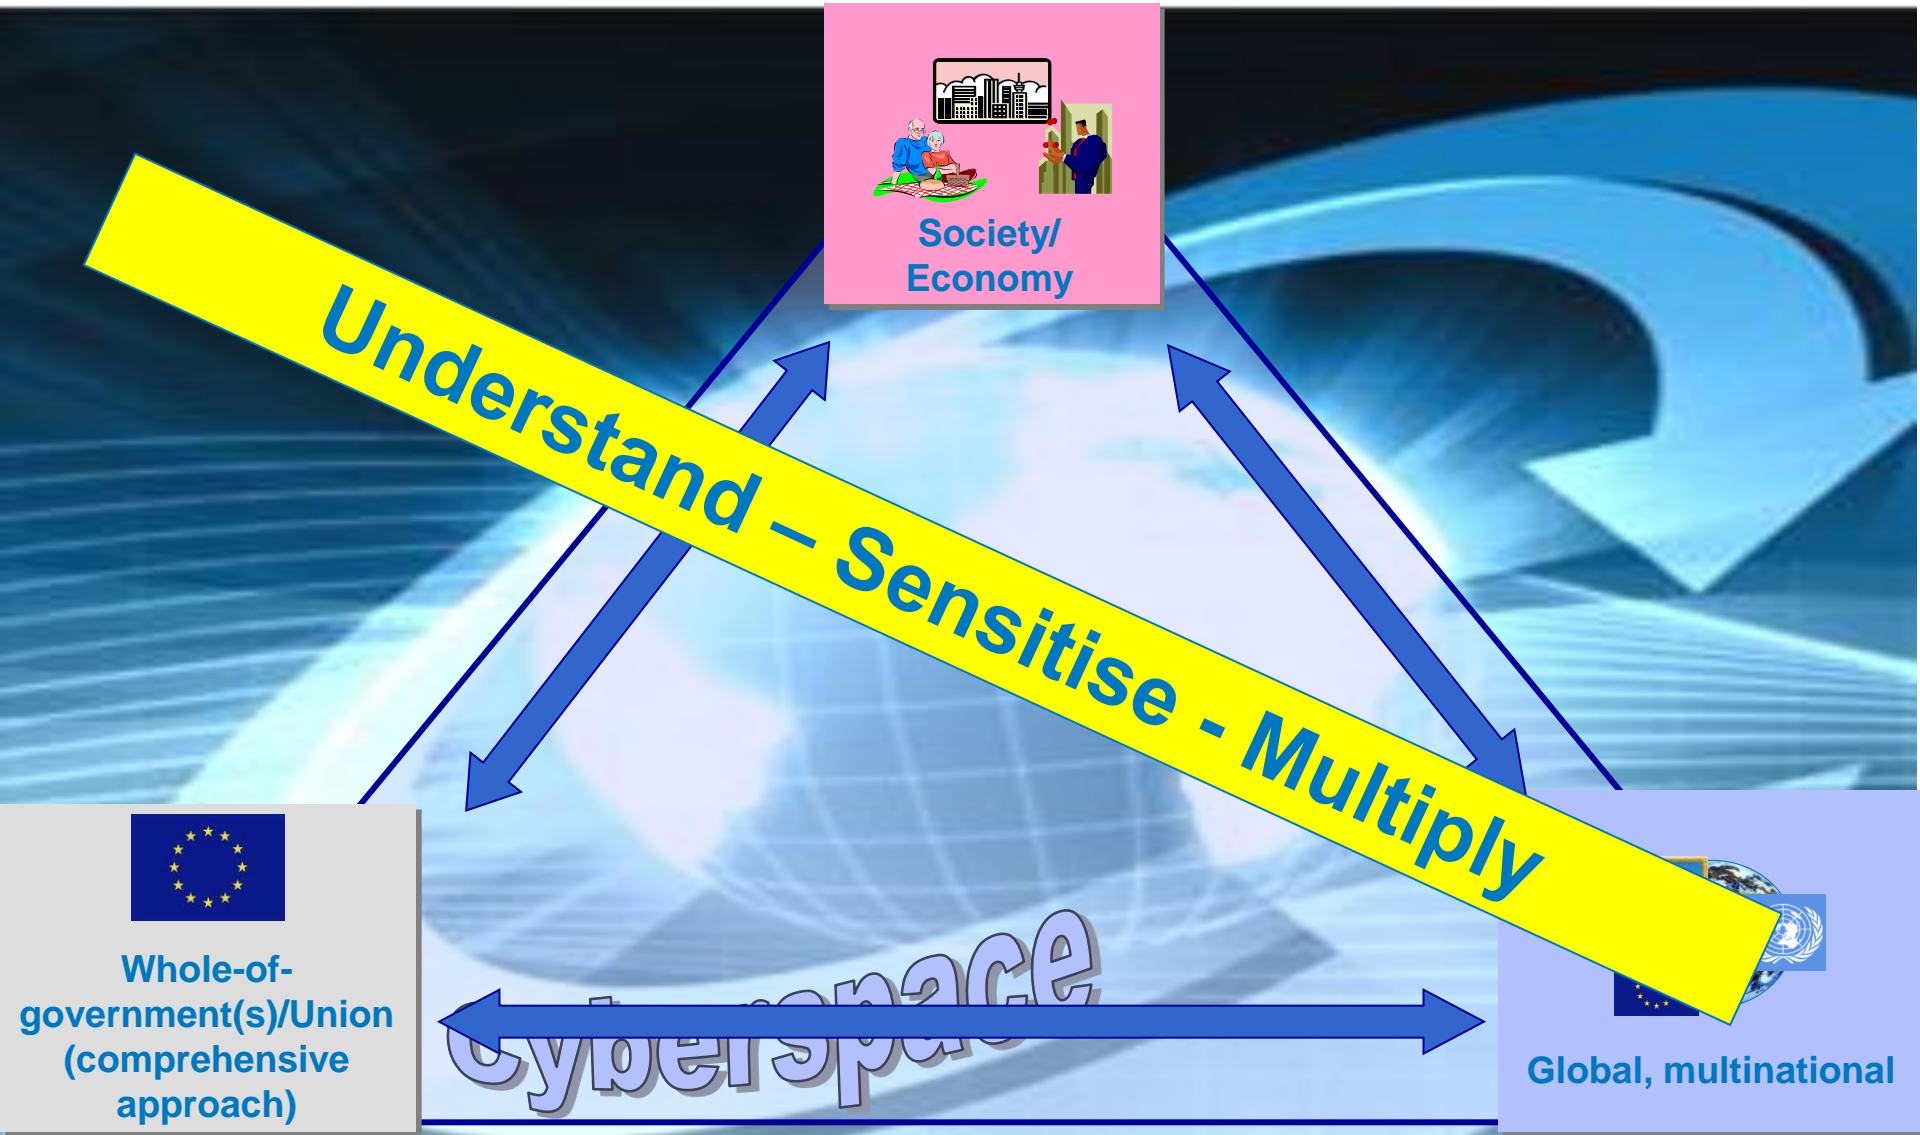 Society/
Economy
Understand – Sensitise - Multiply
Whole-of-
government(s)/Union
(comprehensive
approach)
Cyberspace
Global, multinational